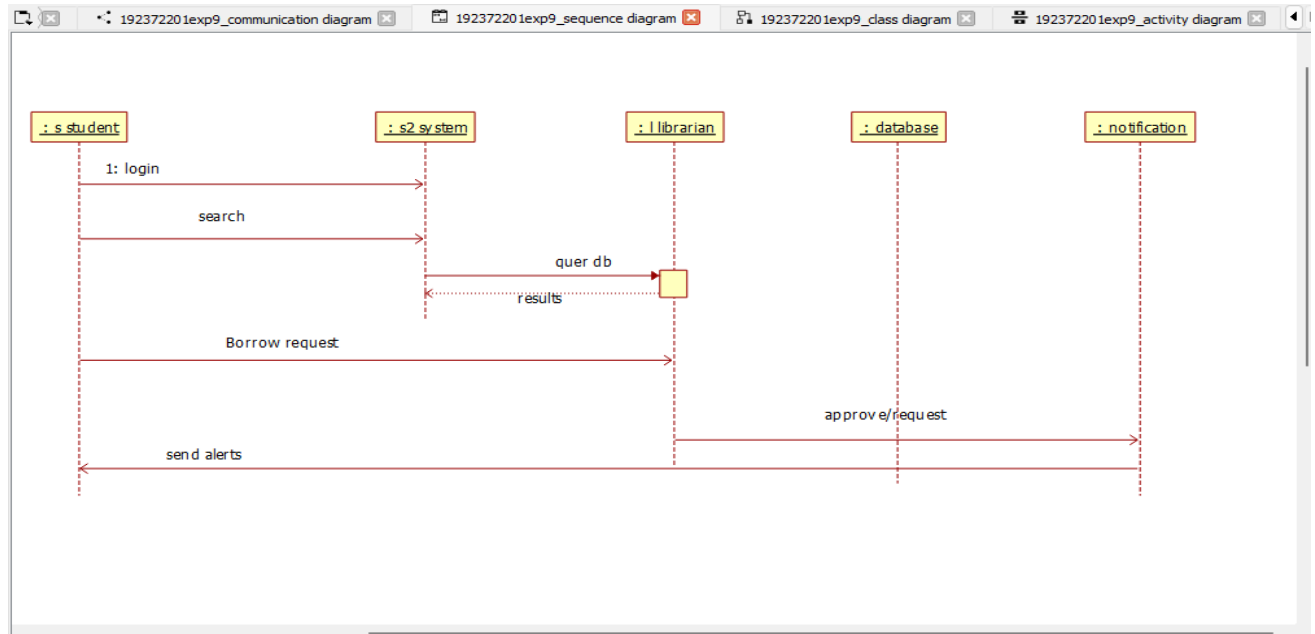 192372201exp9_communication diagram
192372201exp9_sequence diagram
192372201exp9_class diagram
192372201exp9_activity diagram
: s student
: s2 system
: l librarian
: database
: notification
1: login
search
quer db
results
Borrow request
approve/request
send alerts